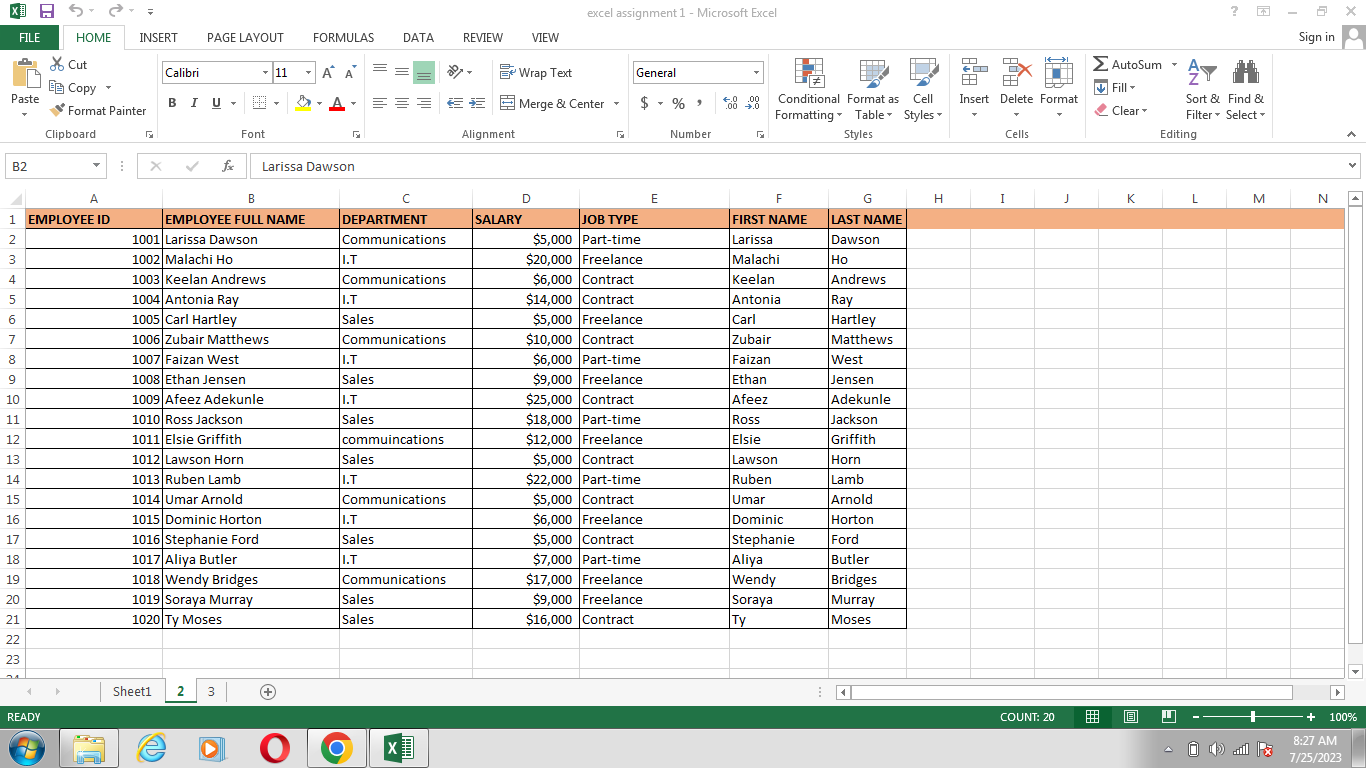 excel assignment 1 - Microsoft Excel
FILE HOME INSERT PAGE LAYOUT FORMULAS DATA REVIEW VIEW Sign in
Paste
Cut
Copy
Format Painter
Clipboard
Calibri 11
B I U A
Font
Wrap Text
Merge & Center
Alignment
General
$ % ,
Number
Conditional Formatting
Format as Table
Cell Styles
Styles
Insert Delete Format
Cells
AutoSum
Fill
Clear
Sort & Filter
Find & Select
Editing
B2 fx Larissa Dawson
A B C D E F G H I J K L M N
1 EMPLOYEE ID EMPLOYEE FULL NAME DEPARTMENT SALARY JOB TYPE FIRST NAME LAST NAME
2 1001 Larissa Dawson Communications $5,000 Part-time Larissa Dawson
3 1002 Malachi Ho I.T $20,000 Freelance Malachi Ho
4 1003 Keelan Andrews Communications $6,000 Contract Keelan Andrews
5 1004 Antonia Ray I.T $14,000 Contract Antonia Ray
6 1005 Carl Hartley Sales $5,000 Freelance Carl Hartley
7 1006 Zubair Matthews Communications $10,000 Contract Zubair Matthews
8 1007 Faizan West I.T $6,000 Part-time Faizan West
9 1008 Ethan Jensen Sales $9,000 Freelance Ethan Jensen
10 1009 Afeez Adekunle I.T $25,000 Contract Afeez Adekunle
11 1010 Ross Jackson Sales $18,000 Part-time Ross Jackson
12 1011 Elsie Griffith commuincations $12,000 Freelance Elsie Griffith
13 1012 Lawson Horn Sales $5,000 Contract Lawson Horn
14 1013 Ruben Lamb I.T $22,000 Part-time Ruben Lamb
15 1014 Umar Arnold Communications $5,000 Contract Umar Arnold
16 1015 Dominic Horton I.T $6,000 Freelance Dominic Horton
17 1016 Stephanie Ford Sales $5,000 Contract Stephanie Ford
18 1017 Aliya Butler I.T $7,000 Part-time Aliya Butler
19 1018 Wendy Bridges Communications $17,000 Freelance Wendy Bridges
20 1019 Soraya Murray Sales $9,000 Freelance Soraya Murray
21 1020 Ty Moses Sales $16,000 Contract Ty Moses
22
23
Sheet1 2 3
READY COUNT: 20 100%
8:27 AM
7/25/2023